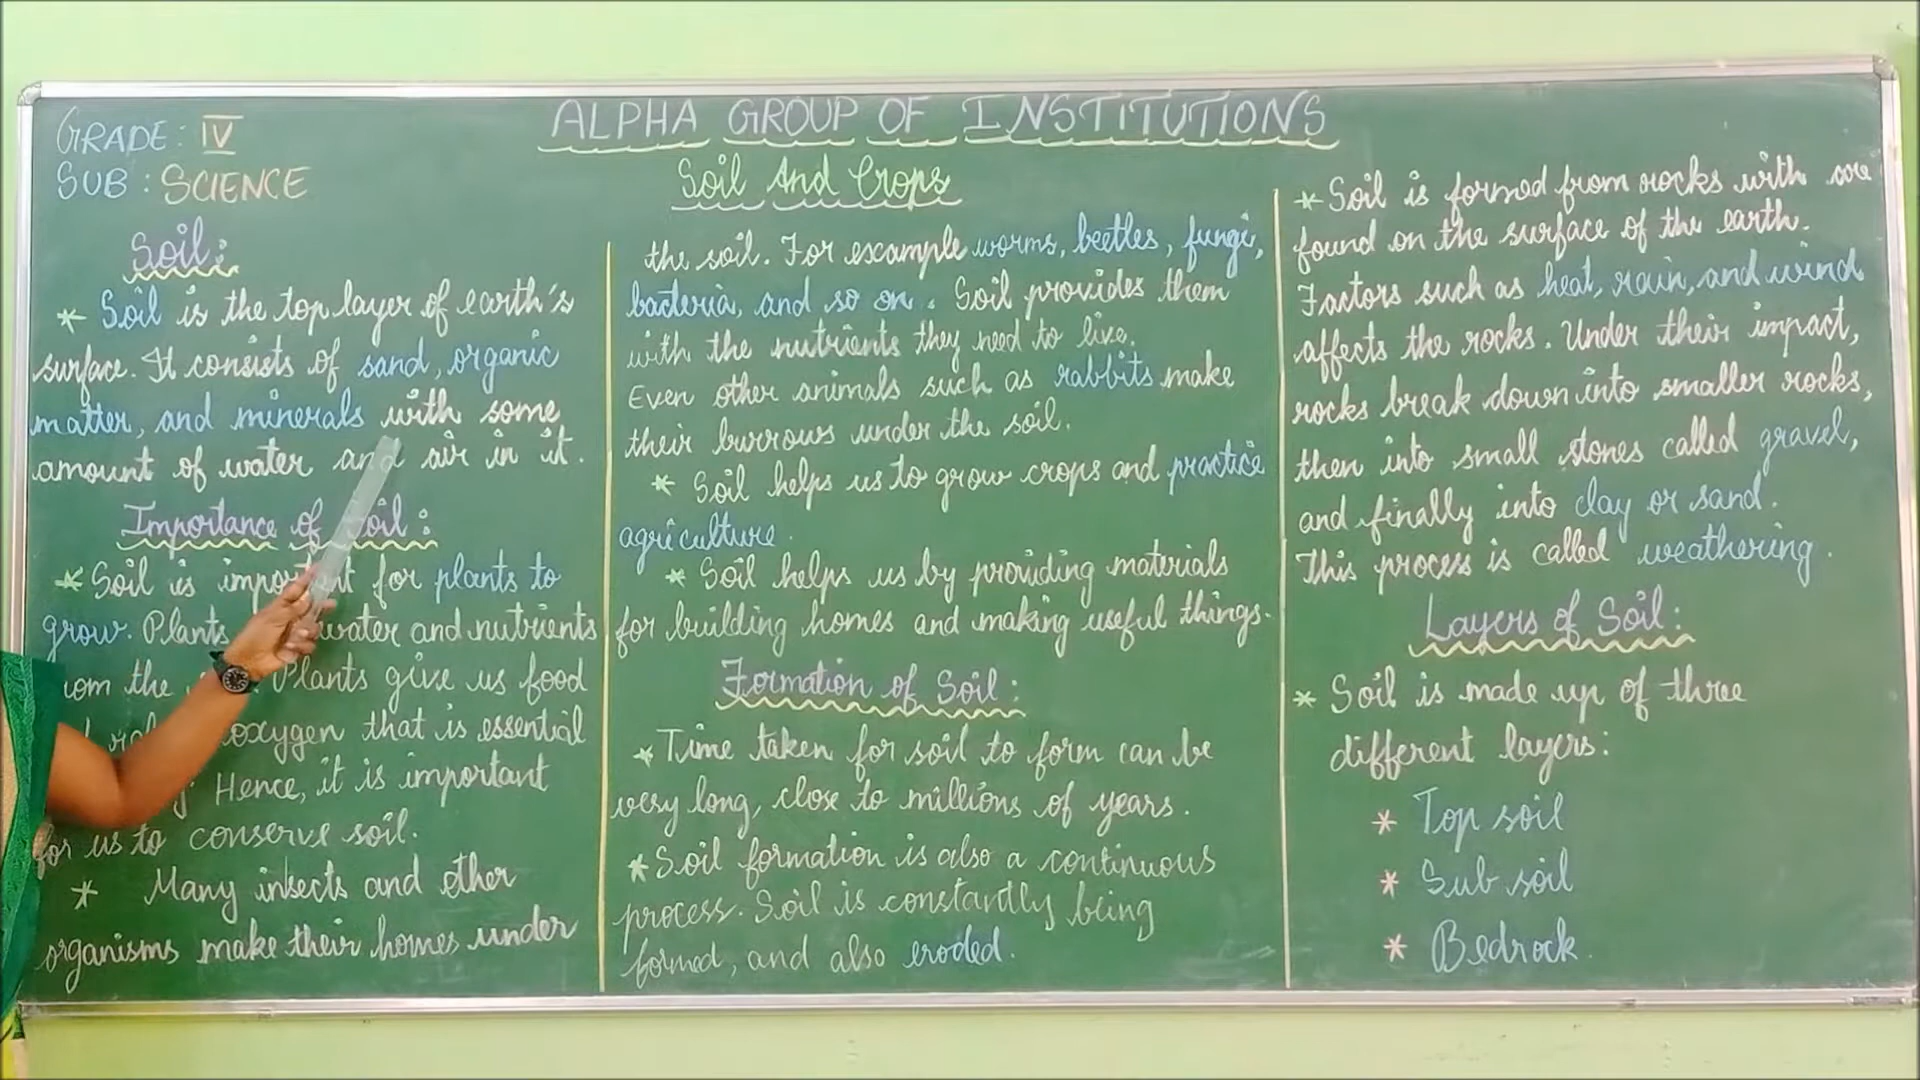 ALPHA GROUP OF INSTITUTIONS
GRADE : IV
SUB : SCIENCE
Soil And Crops
Soil :
* Soil is the top layer of earth's
surface. It consists of sand, organic
matter, and minerals with some
amount of water and air in it.
Importance of Soil :
* Soil is important for plants to
grow. Plants water and nutrients
the Plants give us food
oxygen that is essential
Hence, it is important
for us to conserve soil.
* Many insects and other
organisms make their homes under
the soil. For example worms, beetles, fungi,
bacteria, and so on. Soil provides them
with the nutrients they need to live.
Even other animals such as rabbits make
their burrows under the soil.
* Soil helps us to grow crops and practice
agriculture.
* Soil helps us by providing materials
for building homes and making useful things.
Formation of Soil :
* Time taken for soil to form can be
very long, close to millions of years.
* Soil formation is also a continuous
process. Soil is constantly being
formed, and also eroded.
* Soil is formed from rocks with are
found on the surface of the earth.
Factors such as heat, rain, and wind
affects the rocks. Under their impact,
rocks break down into smaller rocks,
then into small stones called gravel,
and finally into clay or sand.
This process is called weathering.
Layers of Soil :
* Soil is made up of three
different layers :
* Top soil
* Sub soil
* Bedrock.